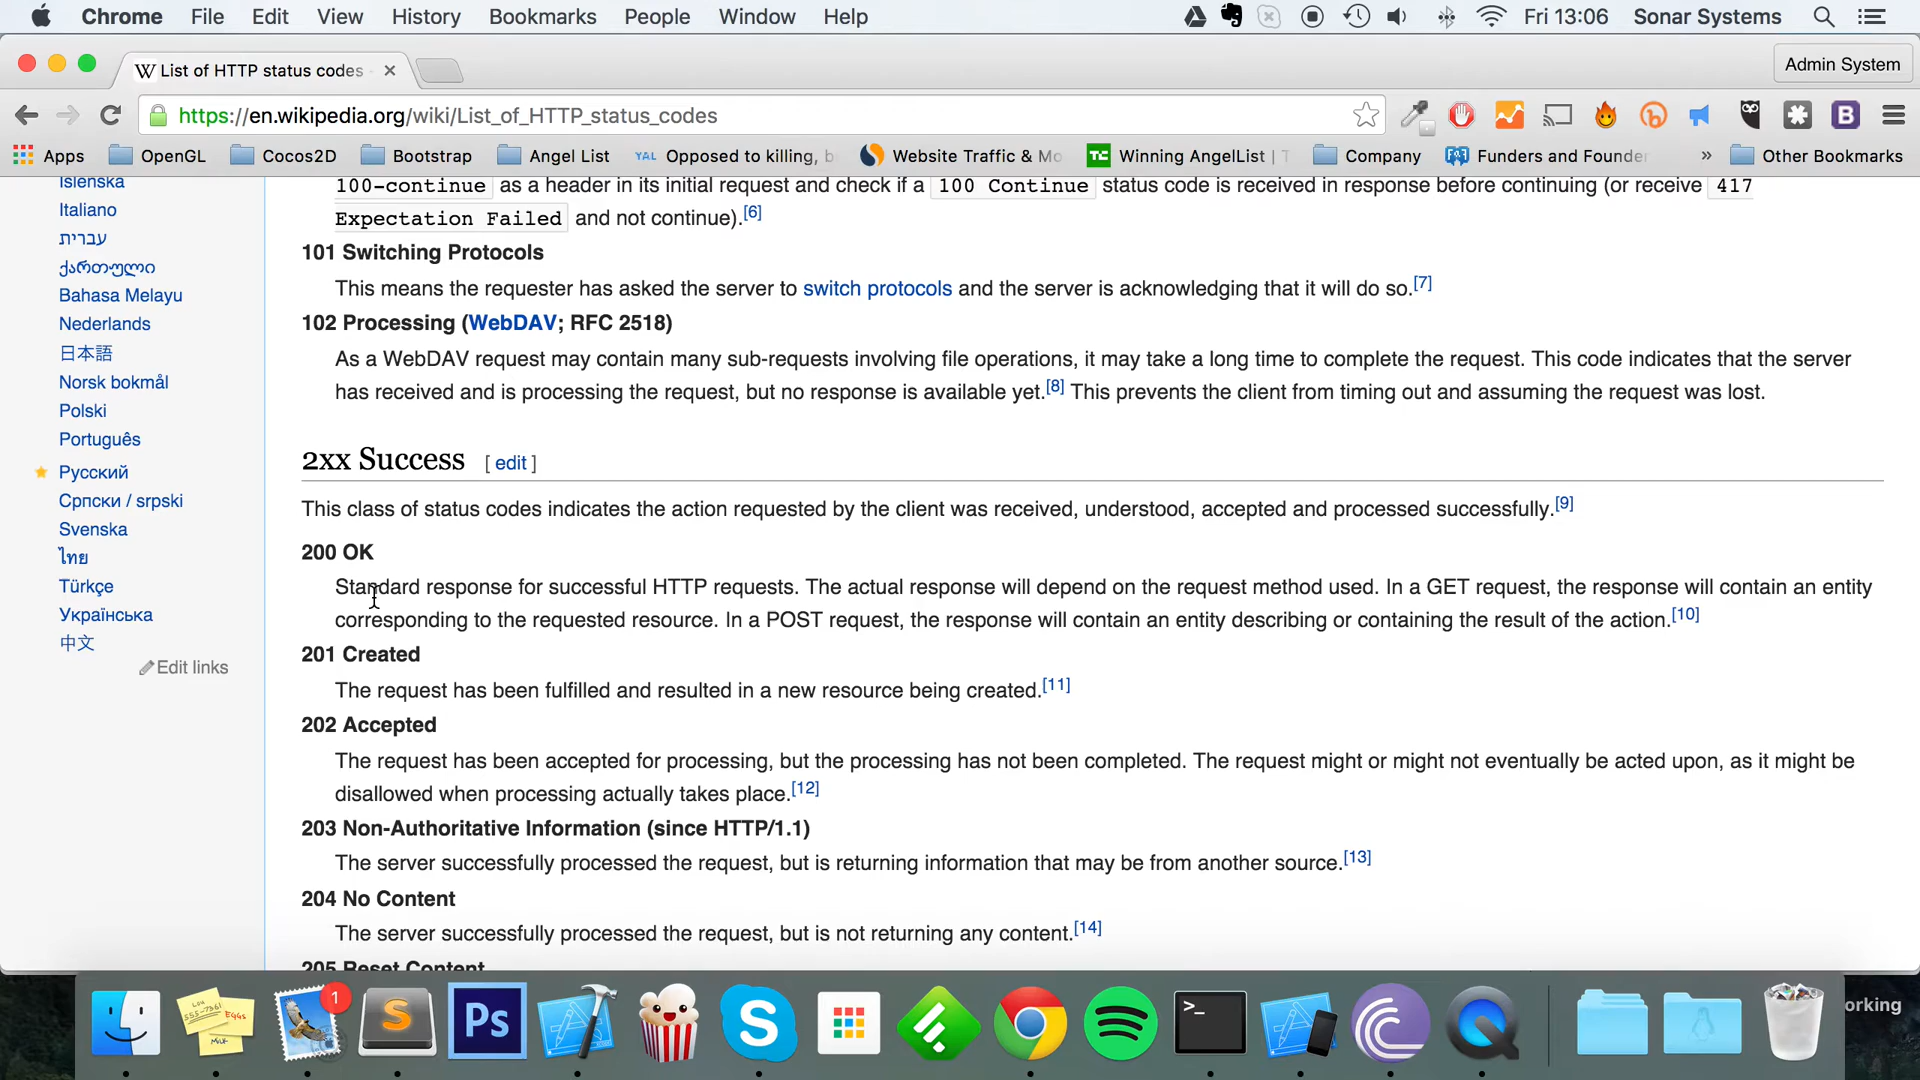 Chrome File Edit View History Bookmarks People Window Help Fri 13:06 Sonar Systems
W List of HTTP status codes Admin System
https://en.wikipedia.org/wiki/List_of_HTTP_status_codes
Apps OpenGL Cocos2D Bootstrap Angel List YAL Opposed to killing, Website Traffic & TC Winning AngelList | Company F&F Funders and Founder » Other Bookmarks
Íslenska
Italiano
עברית
ქართული
Bahasa Melayu
Nederlands
日本語
Norsk bokmål
Polski
Português
Русский
Српски / srpski
Svenska
ไทย
Türkçe
Українська
中文
Edit links
100-continue as a header in its initial request and check if a 100 Continue status code is received in response before continuing (or receive 417
Expectation Failed and not continue).[6]
101 Switching Protocols
This means the requester has asked the server to switch protocols and the server is acknowledging that it will do so.[7]
102 Processing (WebDAV; RFC 2518)
As a WebDAV request may contain many sub-requests involving file operations, it may take a long time to complete the request. This code indicates that the server
has received and is processing the request, but no response is available yet.[8] This prevents the client from timing out and assuming the request was lost.
2xx Success [ edit ]
This class of status codes indicates the action requested by the client was received, understood, accepted and processed successfully.[9]
200 OK
Standard response for successful HTTP requests. The actual response will depend on the request method used. In a GET request, the response will contain an entity
corresponding to the requested resource. In a POST request, the response will contain an entity describing or containing the result of the action.[10]
201 Created
The request has been fulfilled and resulted in a new resource being created.[11]
202 Accepted
The request has been accepted for processing, but the processing has not been completed. The request might or might not eventually be acted upon, as it might be
disallowed when processing actually takes place.[12]
203 Non-Authoritative Information (since HTTP/1.1)
The server successfully processed the request, but is returning information that may be from another source.[13]
204 No Content
The server successfully processed the request, but is not returning any content.[14]
205 Reset Content
1
Ps
orking